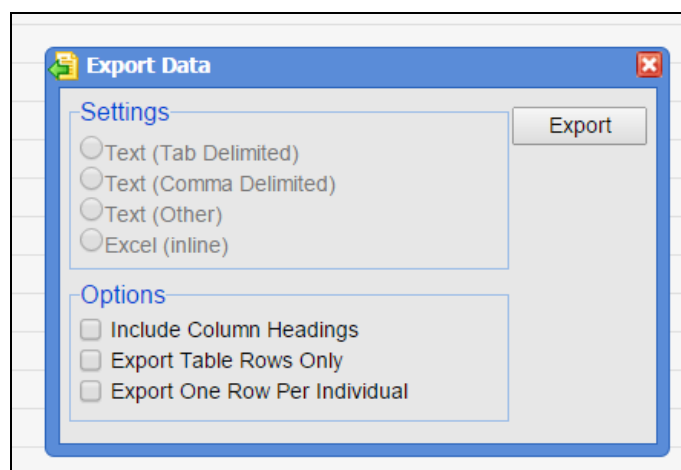 Export Data
Settings
Export
Text (Tab Delimited)
Text (Comma Delimited)
Text (Other)
Excel (inline)
Options
Include Column Headings
Export Table Rows Only
Export One Row Per Individual